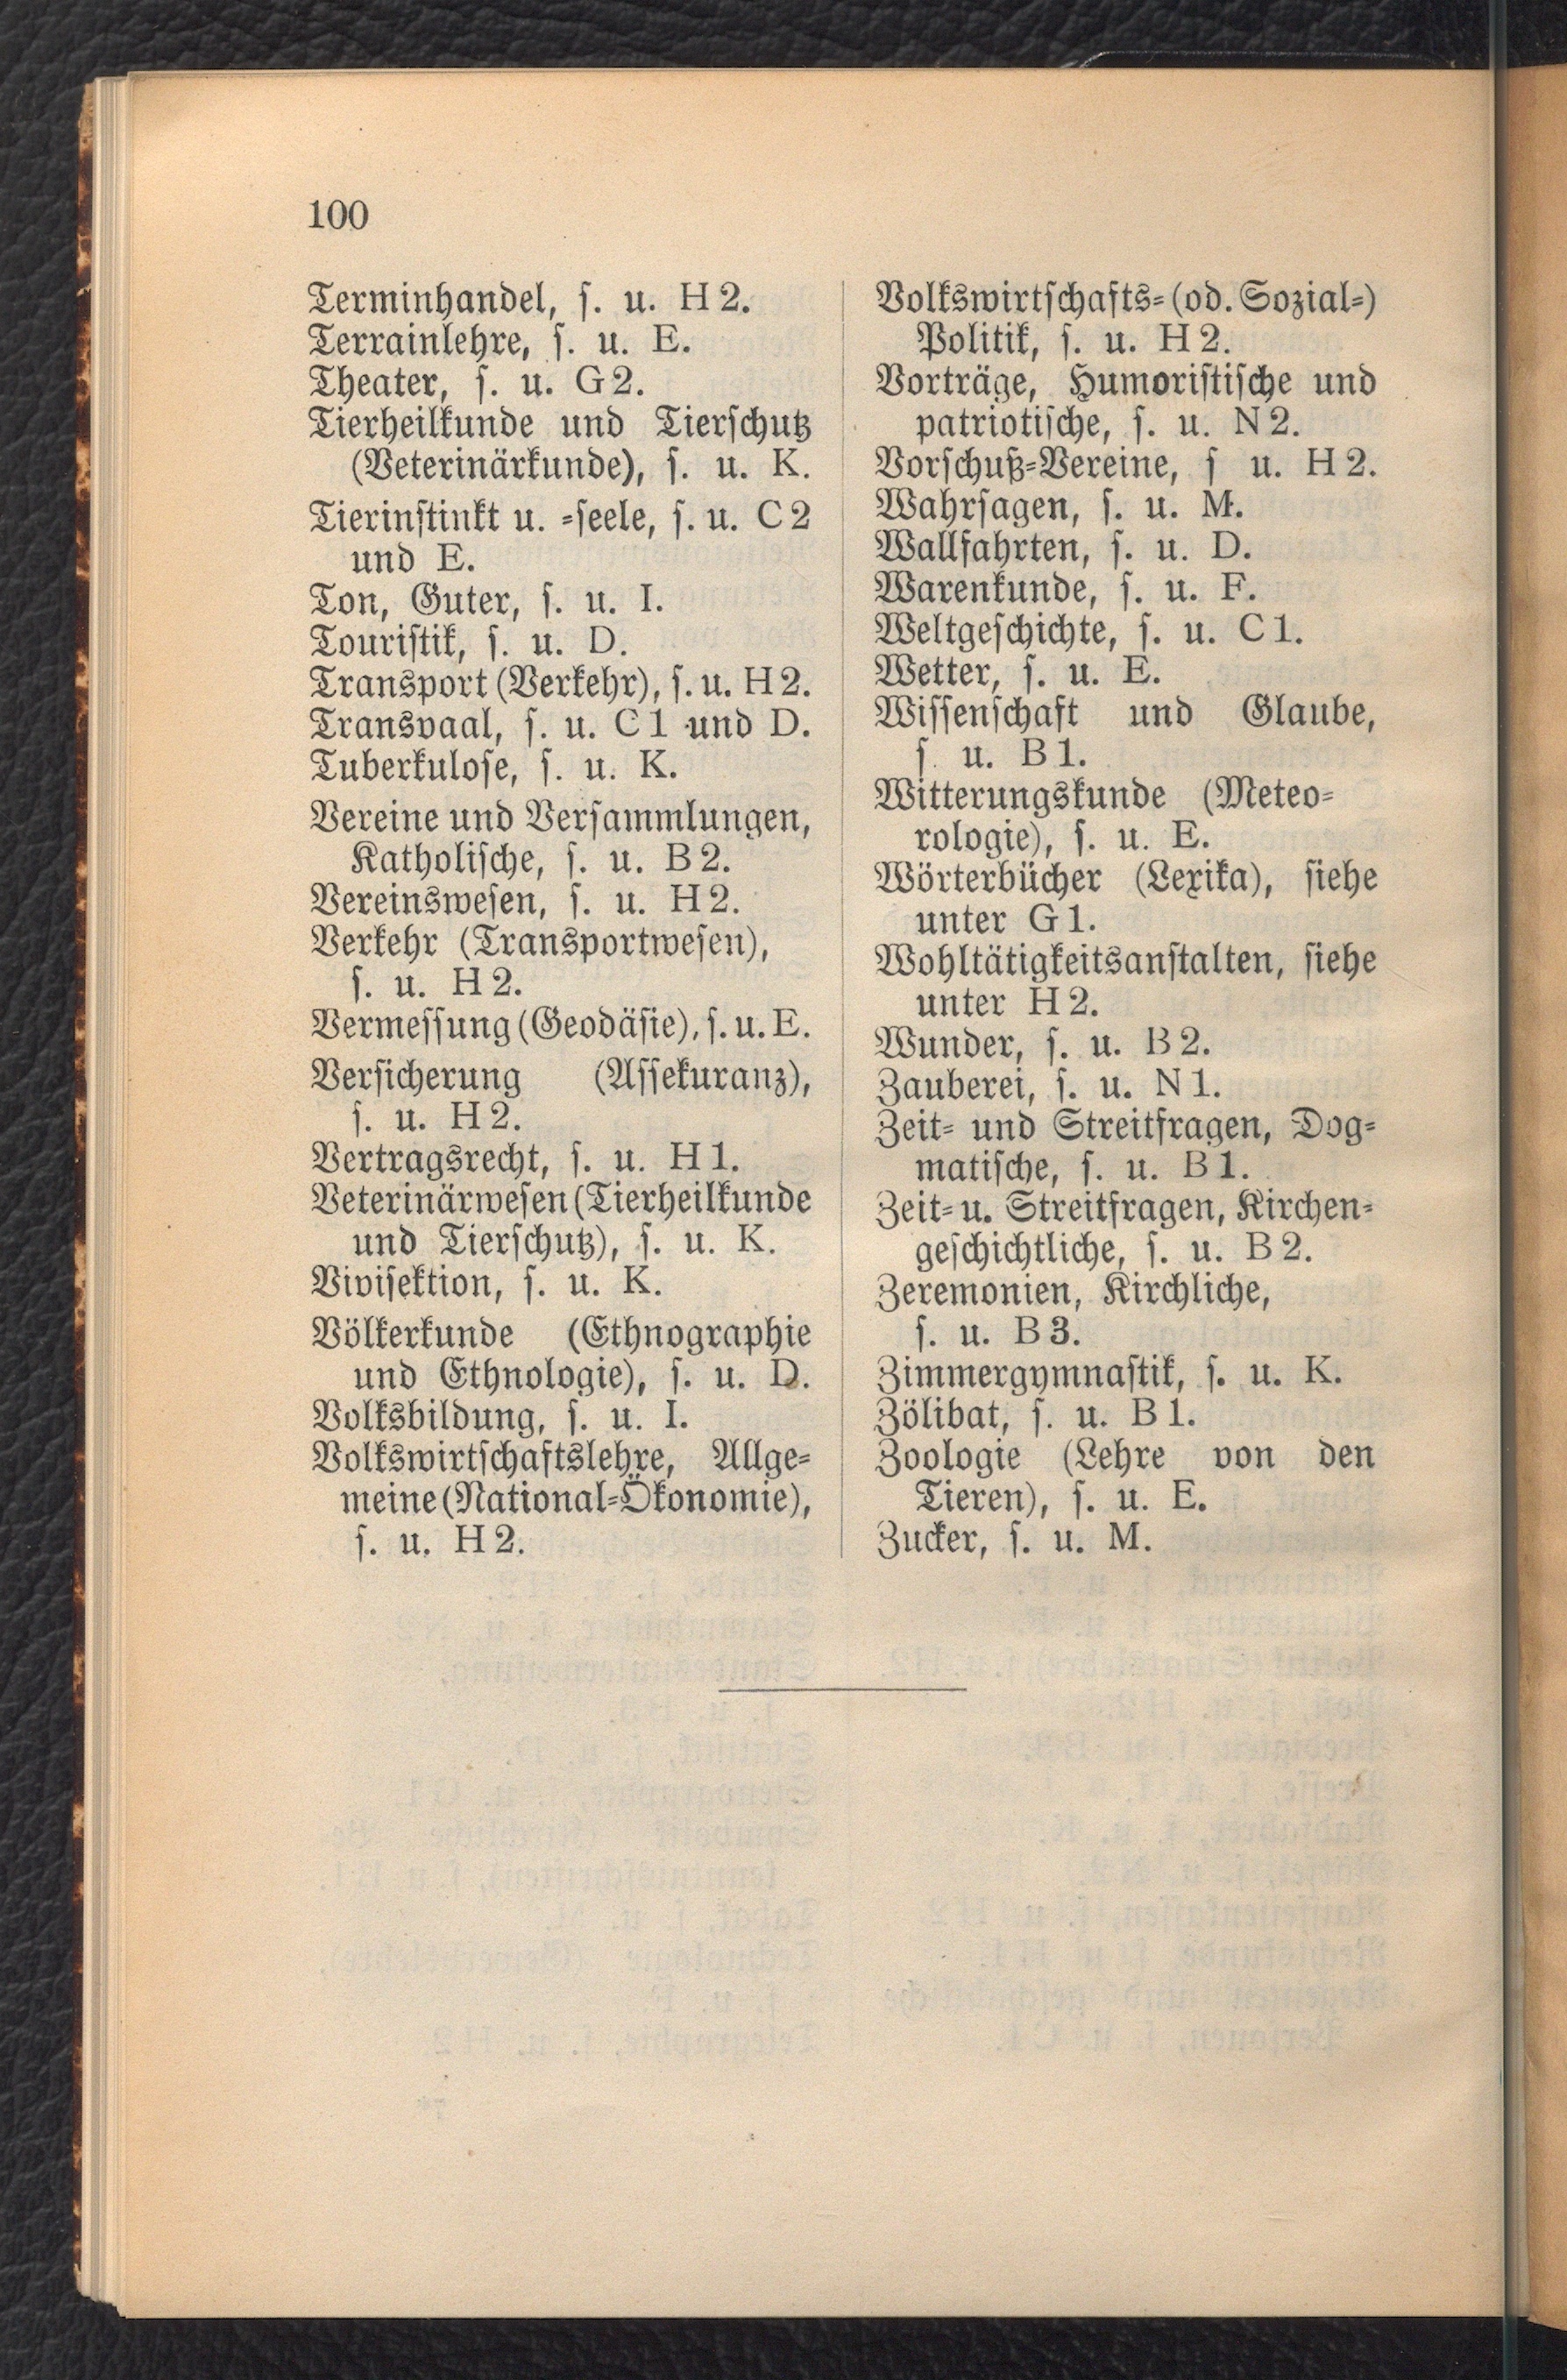 100
Terminhandel, s. u. H 2.
Terrainlehre, s. u. E.
Theater, s. u. G 2.
Tierheilkunde und Tierschutz
(Veterinärkunde), s. u. K.
Tierinstinkt u. =seele, s. u. C 2
und E.
Ton, Guter, s. u. I.
Touristik, s. u. D.
Transport (Verkehr), s. u. H 2.
Transvaal, s. u. C 1 und D.
Tuberkulose, s. u. K.
Vereine und Versammlungen,
Katholische, s. u. B 2.
Vereinswesen, s. u. H 2.
Verkehr (Transportwesen),
s. u. H 2.
Vermessung (Geodäsie), s. u. E.
Versicherung (Assekuranz),
s. u. H 2.
Vertragsrecht, s. u. H 1.
Veterinärwesen (Tierheilkunde
und Tierschutz), s. u. K.
Vivisektion, s. u. K.
Völkerkunde (Ethnographie
und Ethnologie), s. u. D.
Volksbildung, s. u. I.
Volkswirtschaftslehre, Allge=
meine (National=Ökonomie),
s. u. H 2.
Volkswirtschafts= (od. Sozial=)
Politik, s. u. H 2.
Vorträge, Humoristische und
patriotische, s. u. N 2.
Vorschuß=Vereine, s u. H 2.
Wahrsagen, s. u. M.
Wallfahrten, s. u. D.
Warenkunde, s. u. F.
Weltgeschichte, s. u. C 1.
Wetter, s. u. E.
Wissenschaft und Glaube,
s. u. B 1.
Witterungskunde (Meteo=
rologie), s. u. E.
Wörterbücher (Lexika), siehe
unter G 1.
Wohltätigkeitsanstalten, siehe
unter H 2.
Wunder, s. u. B 2.
Zauberei, s. u. N 1.
Zeit= und Streitfragen, Dog=
matische, s. u. B 1.
Zeit= u. Streitfragen, Kirchen=
geschichtliche, s. u. B 2.
Zeremonien, Kirchliche,
s. u. B 3.
Zimmergymnastik, s. u. K.
Zölibat, s. u. B 1.
Zoologie (Lehre von den
Tieren), s. u. E.
Zucker, s. u. M.